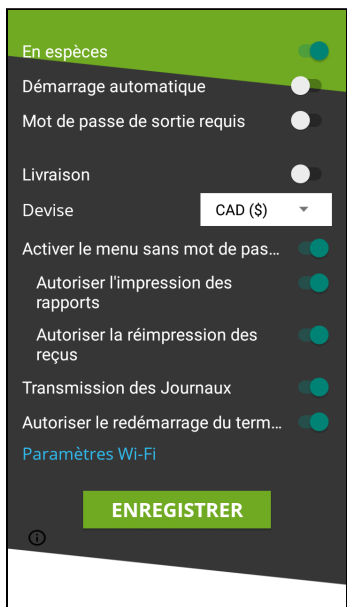 En espèces
Démarrage automatique
Mot de passe de sortie requis
Livraison
Devise CAD ($)
Activer le menu sans mot de pas...
Autoriser l'impression des
rapports
Autoriser la réimpression des
reçus
Transmission des Journaux
Autoriser le redémarrage du term...
Paramètres Wi-Fi
ENREGISTRER